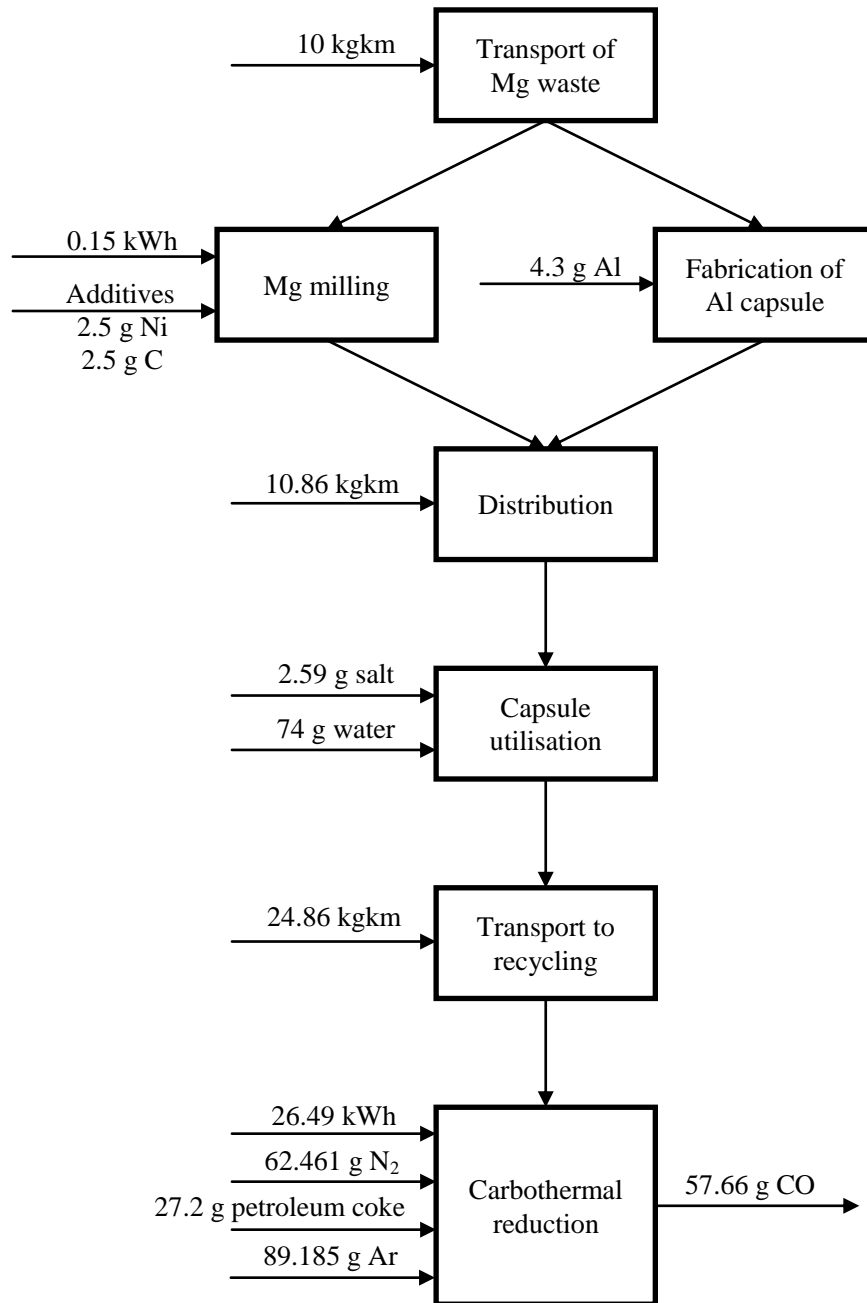 10 kgkm
Transport of
Mg waste
0.15 kWh
Additives
2.5 g Ni
2.5 g C
Mg milling
4.3 g Al
Fabrication of
Al capsule
10.86 kgkm
Distribution
2.59 g salt
74 g water
Capsule
utilisation
24.86 kgkm
Transport to
recycling
26.49 kWh
62.461 g N₂
27.2 g petroleum coke
89.185 g Ar
Carbothermal
reduction
57.66 g CO